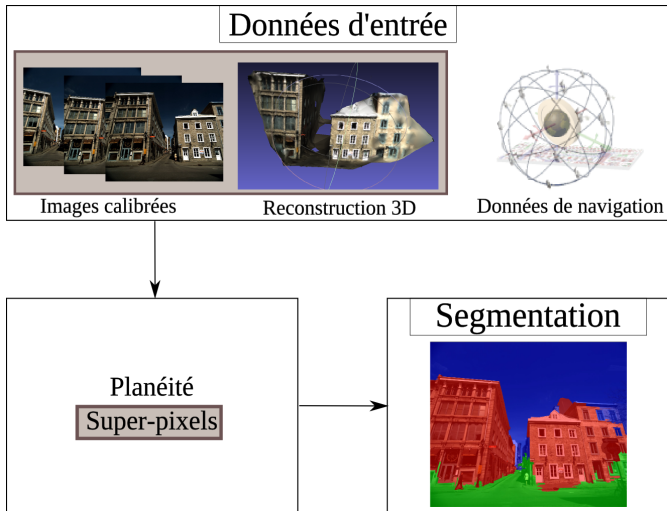 Données d'entrée
Images calibrées
Reconstruction 3D
Données de navigation
Planéité
Super-pixels
Segmentation